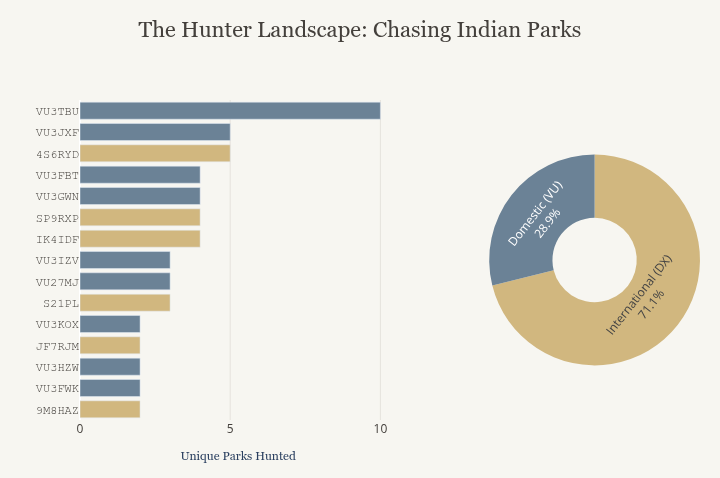 The Hunter Landscape: Chasing Indian Parks
VU3TBU
VU3JXF
4S6RYD
VU3FBT
VU3GWN
SP9RXP
IK4IDF
VU3IZV
VU27MJ
S21PL
VU3KOX
JF7RJM
VU3HZW
VU3FWK
9M8HAZ
0
5
10
Unique Parks Hunted
Domestic (VU)
28.9%
International (DX)
71.1%